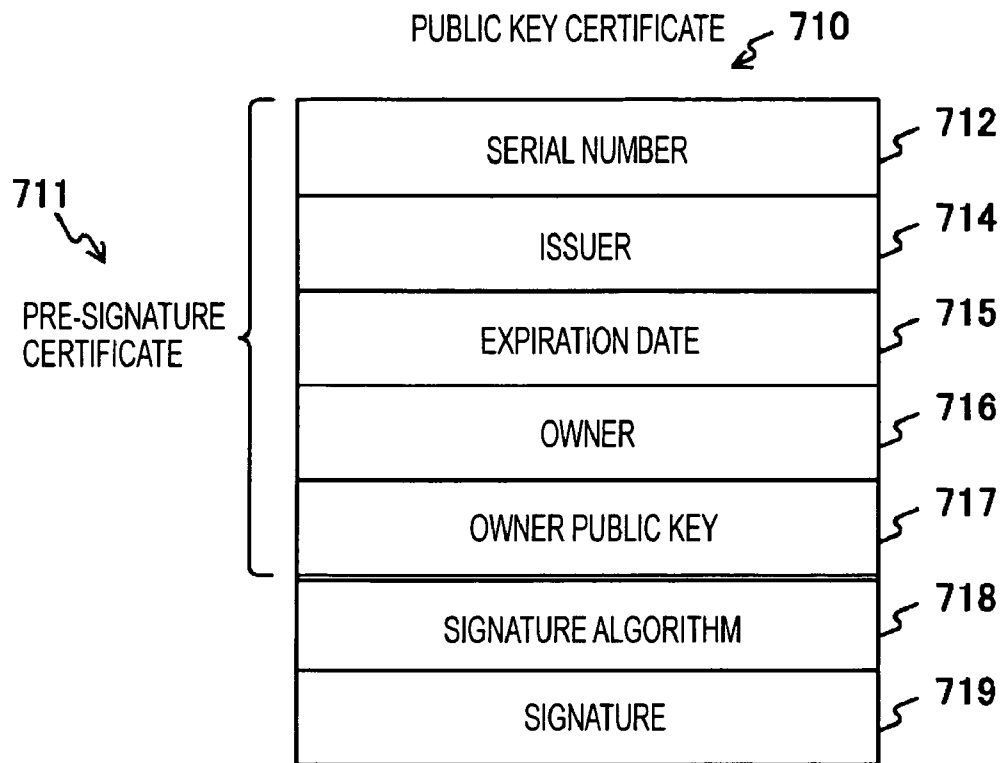 PUBLIC KEY CERTIFICATE 710
SERIAL NUMBER 712
711
ISSUER 714
PRE-SIGNATURE
CERTIFICATE
EXPIRATION DATE 715
OWNER 716
OWNER PUBLIC KEY 717
SIGNATURE ALGORITHM 718
SIGNATURE 719